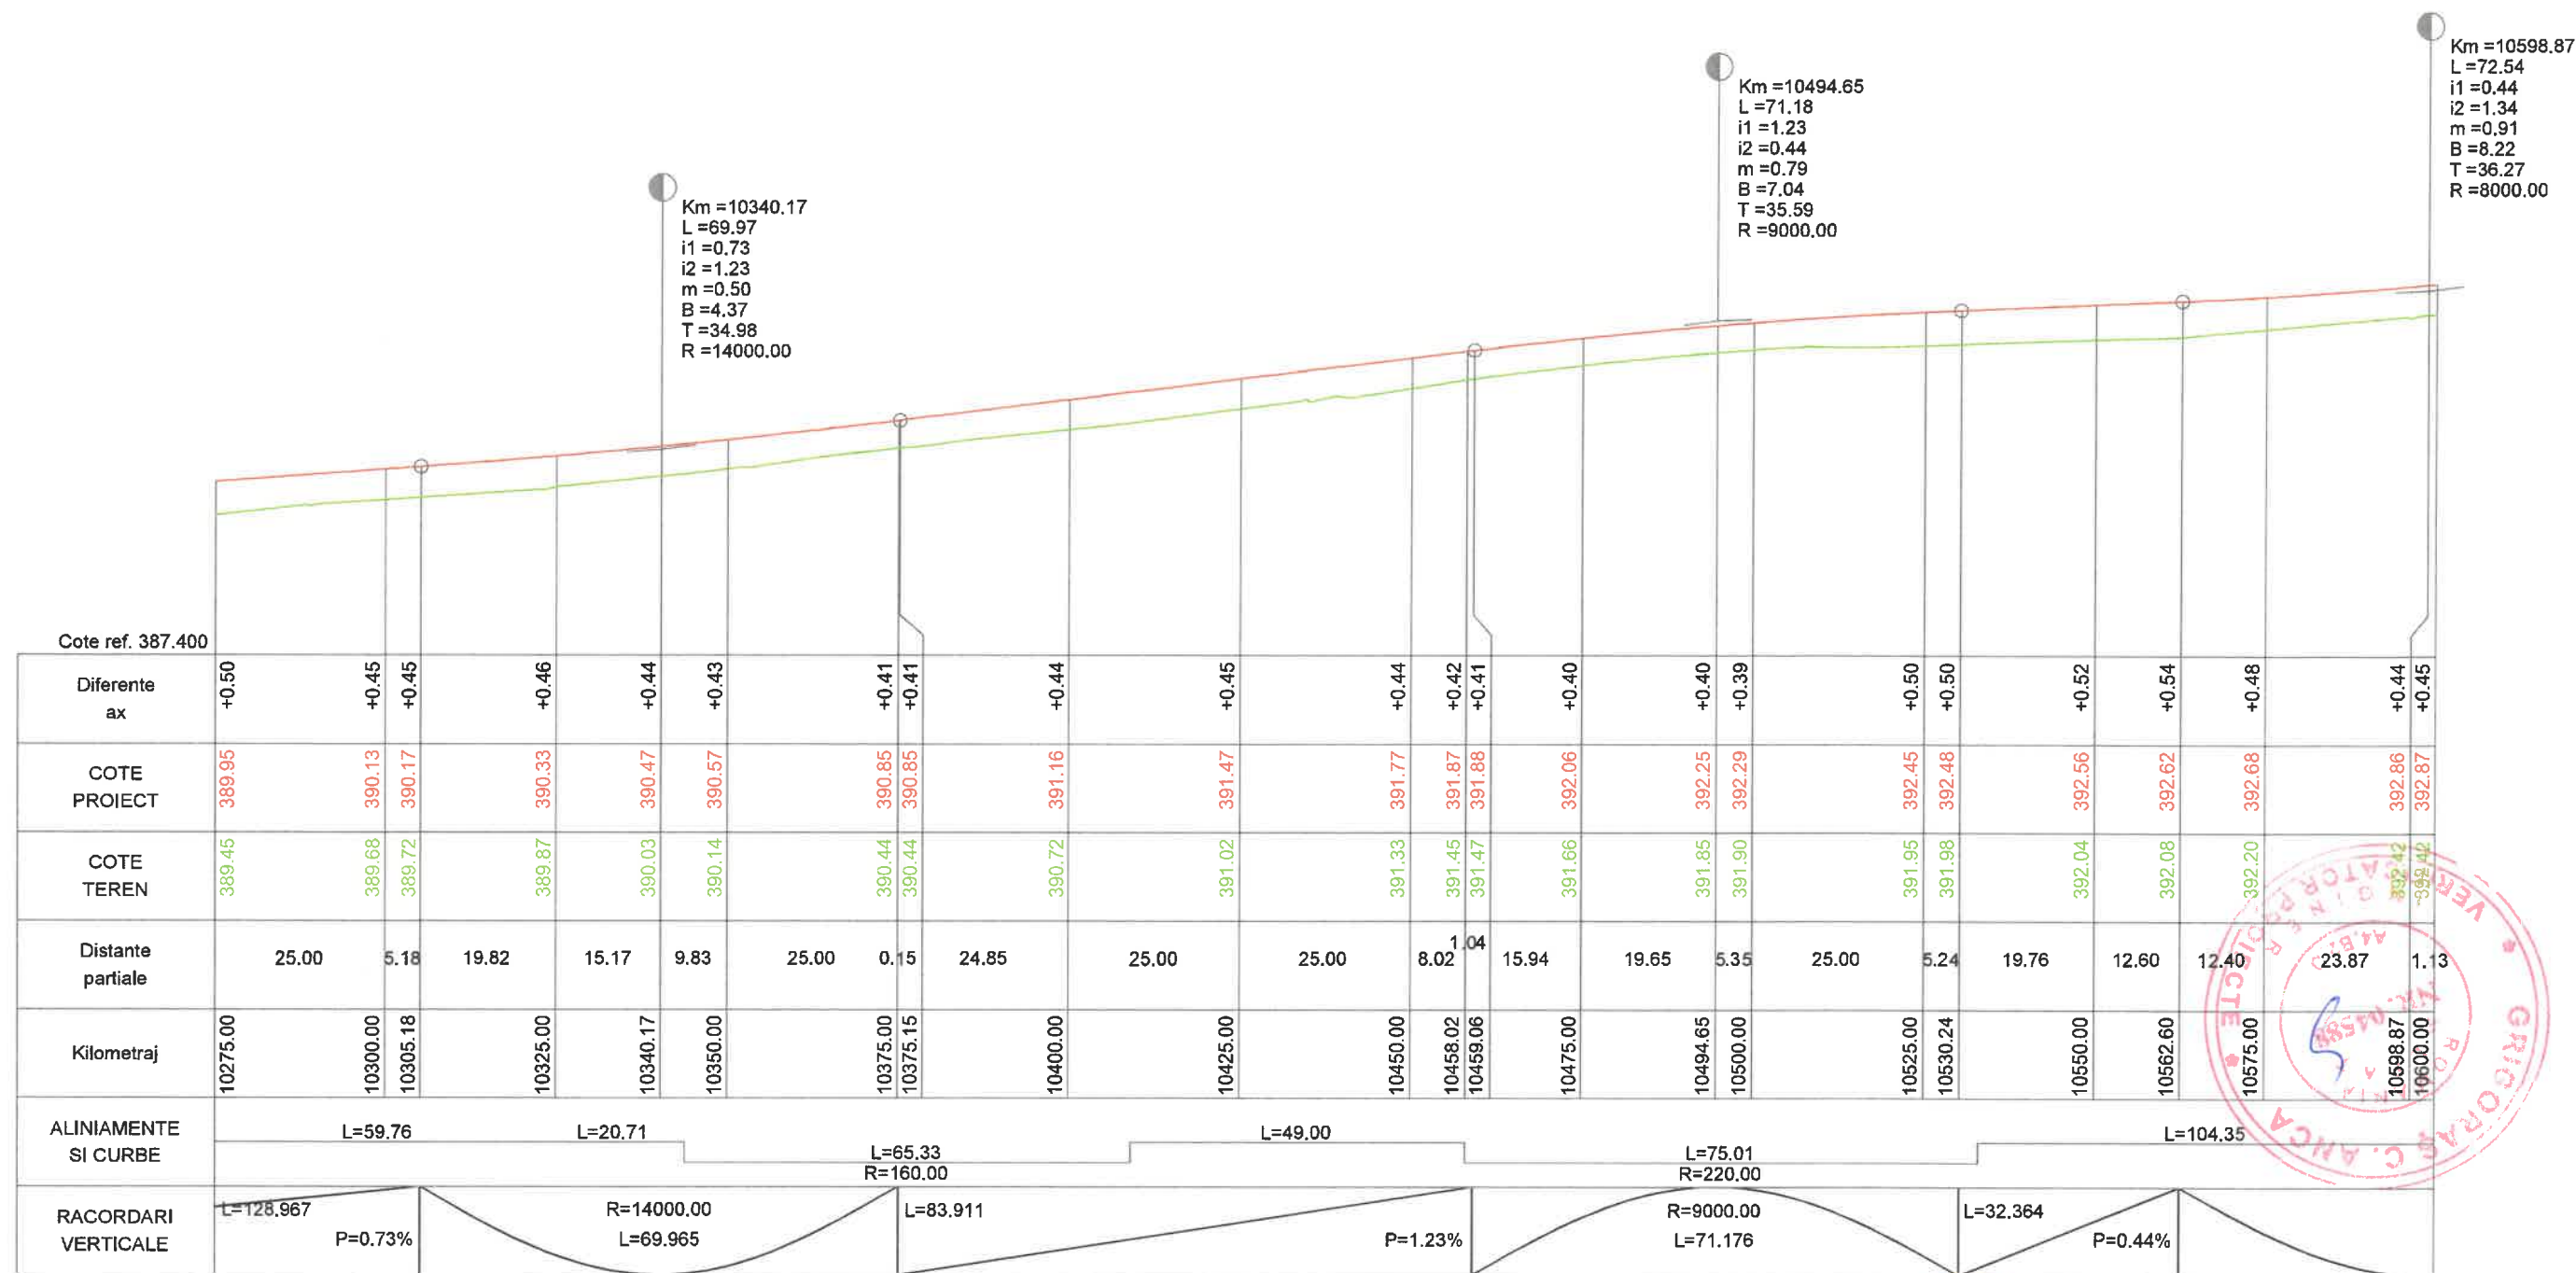 Km =10598.87
L =72.54
i1 =0.44
i2 =1.34
m =0.91
B =8.22
T =36.27
R =8000.00
Km =10494.65
L =71.18
i1 =1.23
i2 =0.44
m =0.79
B =7.04
T =35.59
R =9000.00
Km =10340.17
L =69.97
i1 =0.73
i2 =1.23
m =0.50
B =4.37
T =34.98
R =14000.00
Cote ref. 387.400
Diferente ax
+0.50 +0.45 +0.45 +0.46 +0.44 +0.43 +0.41 +0.41 +0.44 +0.45 +0.44 +0.42 +0.41 +0.40 +0.40 +0.39 +0.50 +0.50 +0.52 +0.54 +0.48 +0.44 +0.45
COTE PROIECT
389.95 390.13 390.17 390.33 390.47 390.57 390.85 390.85 391.16 391.47 391.77 391.87 391.88 392.06 392.25 392.29 392.45 392.48 392.56 392.62 392.68 392.86 392.87
COTE TEREN
389.45 389.68 389.72 389.87 390.03 390.14 390.44 390.44 390.72 391.02 391.33 391.45 391.47 391.66 391.85 391.90 391.95 391.98 392.04 392.08 392.20 392.42 392.42
Distante partiale
25.00 5.18 19.82 15.17 9.83 25.00 0.15 24.85 25.00 25.00 8.02 1.04 15.94 19.65 5.35 25.00 5.24 19.76 12.60 12.40 23.87 1.13
Kilometraj
10275.00 10300.00 10305.18 10325.00 10340.17 10350.00 10375.00 10375.15 10400.00 10425.00 10450.00 10458.02 10459.06 10475.00 10494.65 10500.00 10525.00 10530.24 10550.00 10562.60 10575.00 10598.87 10600.00
ALINIAMENTE SI CURBE
L=59.76 L=20.71 L=65.33 L=49.00 L=75.01 L=104.35
R=160.00 R=220.00
RACORDARI VERTICALE
L=128.967 R=14000.00 L=83.911 R=9000.00 L=32.364
P=0.73% L=69.965 P=1.23% L=71.176 P=0.44%
VERIFICATOR PROIECTE * GRIGORAŞ C. ANCA *